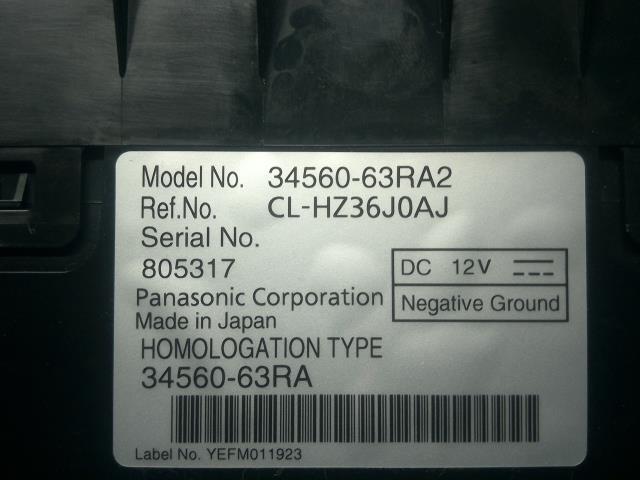 Model No. 34560-63RA2
Ref.No. CL-HZ36J0AJ
Serial No.
805317
DC 12V
Panasonic Corporation
Negative Ground
Made in Japan
HOMOLOGATION TYPE
34560-63RA
Label No. YEFM011923